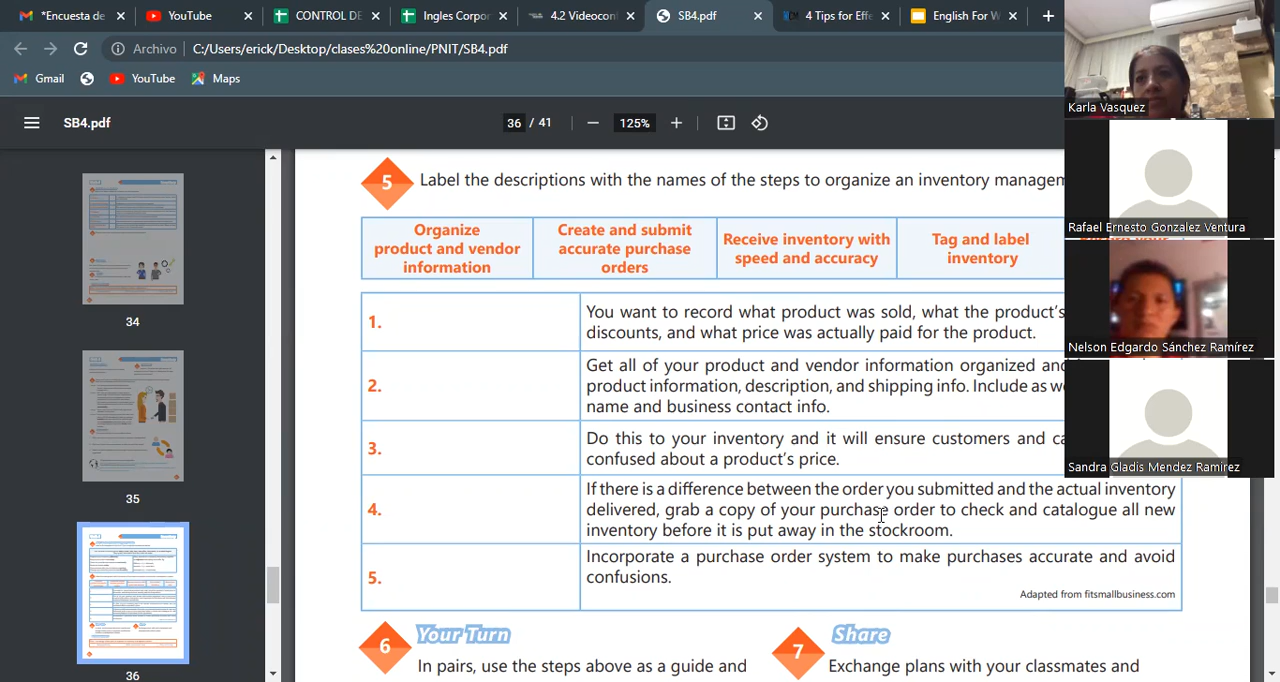 *Encuesta de
YouTube
CONTROL DE
Ingles Corpor
4.2 Videocon
SB4.pdf
4 Tips for Effe
English For W
Archivo
C:/Users/erick/Desktop/clases%20online/PNIT/SB4.pdf
Gmail
YouTube
Maps
SB4.pdf
36 / 41
125%
34
35
36
5
Label the descriptions with the names of the steps to organize an inventory managem
Organize
product and vendor
information
Create and submit
accurate purchase
orders
Receive inventory with
speed and accuracy
Tag and label
inventory
1.
You want to record what product was sold, what the product's
discounts, and what price was actually paid for the product.
2.
Get all of your product and vendor information organized and
product information, description, and shipping info. Include as we
name and business contact info.
3.
Do this to your inventory and it will ensure customers and ca
confused about a product's price.
4.
If there is a difference between the order you submitted and the actual inventory
delivered, grab a copy of your purchase order to check and catalogue all new
inventory before it is put away in the stockroom.
5.
Incorporate a purchase order system to make purchases accurate and avoid
confusions.
Adapted from fitsmallbusiness.com
6
Your Turn
In pairs, use the steps above as a guide and
7
Share
Exchange plans with your classmates and
Karla Vasquez
Rafael Ernesto Gonzalez Ventura
Nelson Edgardo Sánchez Ramírez
Sandra Gladis Mendez Ramirez